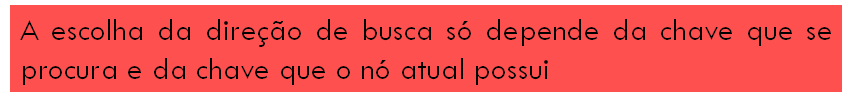 A escolha da direção de busca só depende da chave que se
procura e da chave que o nó atual possui